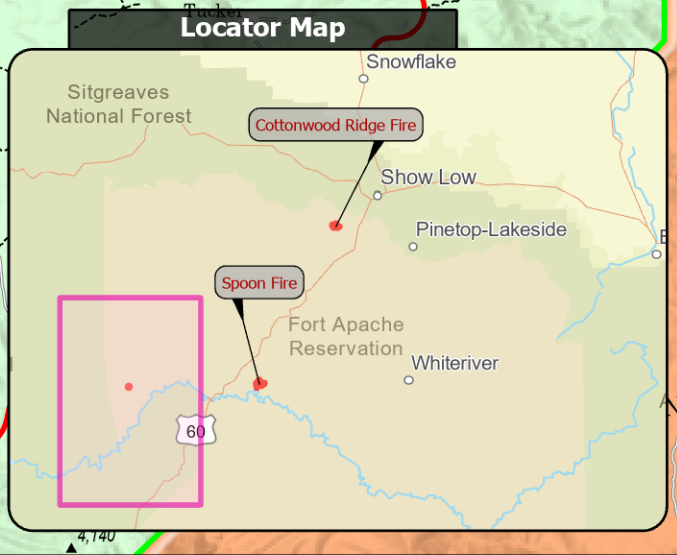 Tucker
Locator Map
Snowflake
Sitgreaves
National Forest
Cottonwood Ridge Fire
Show Low
Pinetop-Lakeside
Spoon Fire
Fort Apache
Reservation
Whiteriver
60
4,140